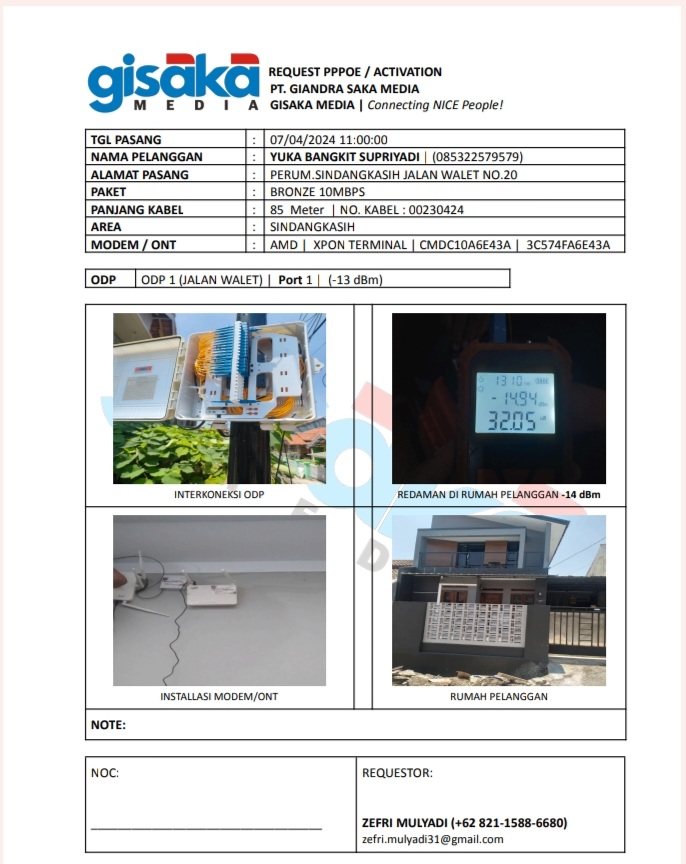 gisaka
MEDIA
REQUEST PPPOE / ACTIVATION
PT. GIANDRA SAKA MEDIA
GISAKA MEDIA | Connecting NICE People!
TGL PASANG : 07/04/2024 11:00:00
NAMA PELANGGAN : YUKA BANGKIT SUPRIYADI | (085322579579)
ALAMAT PASANG : PERUM.SINDANGKASIH JALAN WALET NO.20
PAKET : BRONZE 10MBPS
PANJANG KABEL : 85 Meter | NO. KABEL : 00230424
AREA : SINDANGKASIH
MODEM / ONT : AMD | XPON TERMINAL | CMDC10A6E43A | 3C574FA6E43A
ODP ODP 1 (JALAN WALET) | Port 1 | (-13 dBm)
1310
-14.94
32.05
INTERKONEKSI ODP
REDAMAN DI RUMAH PELANGGAN -14 dBm
INSTALLASI MODEM/ONT
RUMAH PELANGGAN
NOTE:
NOC:
REQUESTOR:
ZEFRI MULYADI (+62 821-1588-6680)
zefri.mulyadi31@gmail.com